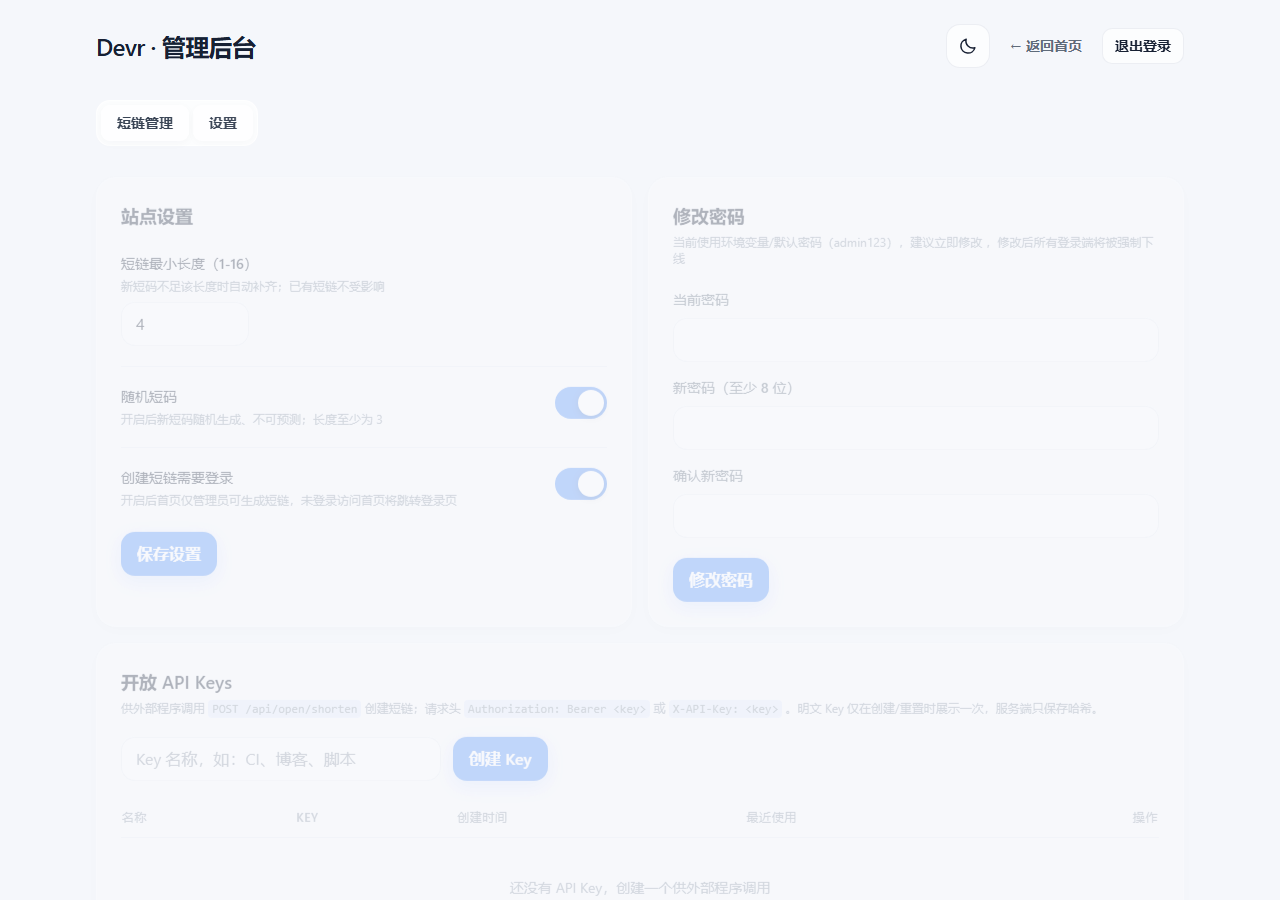 Devr · 管理后台
← 返回首页
退出登录
短链管理
设置
站点设置
短链最小长度（1-16）
新短码不足该长度时自动补齐；已有短链不受影响
4
随机短码
开启后新短码随机生成、不可预测；长度至少为 3
创建短链需要登录
开启后首页仅管理员可生成短链，未登录访问首页将跳转登录页
保存设置
修改密码
当前使用环境变量/默认密码（admin123），建议立即修改 ，修改后所有登录端将被强制下
线
当前密码
新密码（至少 8 位）
确认新密码
修改密码
开放 API Keys
供外部程序调用 POST /api/open/shorten 创建短链；请求头 Authorization: Bearer <key> 或 X-API-Key: <key> 。明文 Key 仅在创建/重置时展示一次，服务端只保存哈希。
Key 名称，如：CI、博客、脚本
创建 Key
名称 KEY 创建时间 最近使用 操作
还没有 API Key，创建一个供外部程序调用